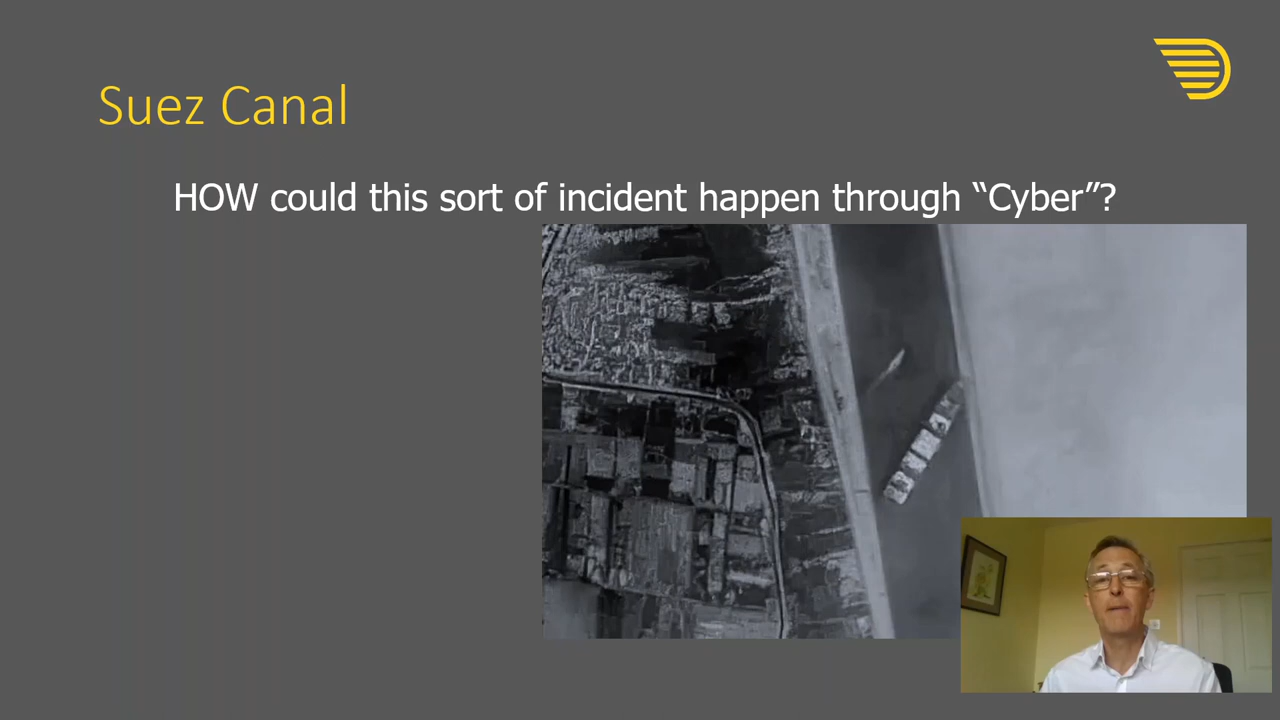 Suez Canal
HOW could this sort of incident happen through “Cyber”?